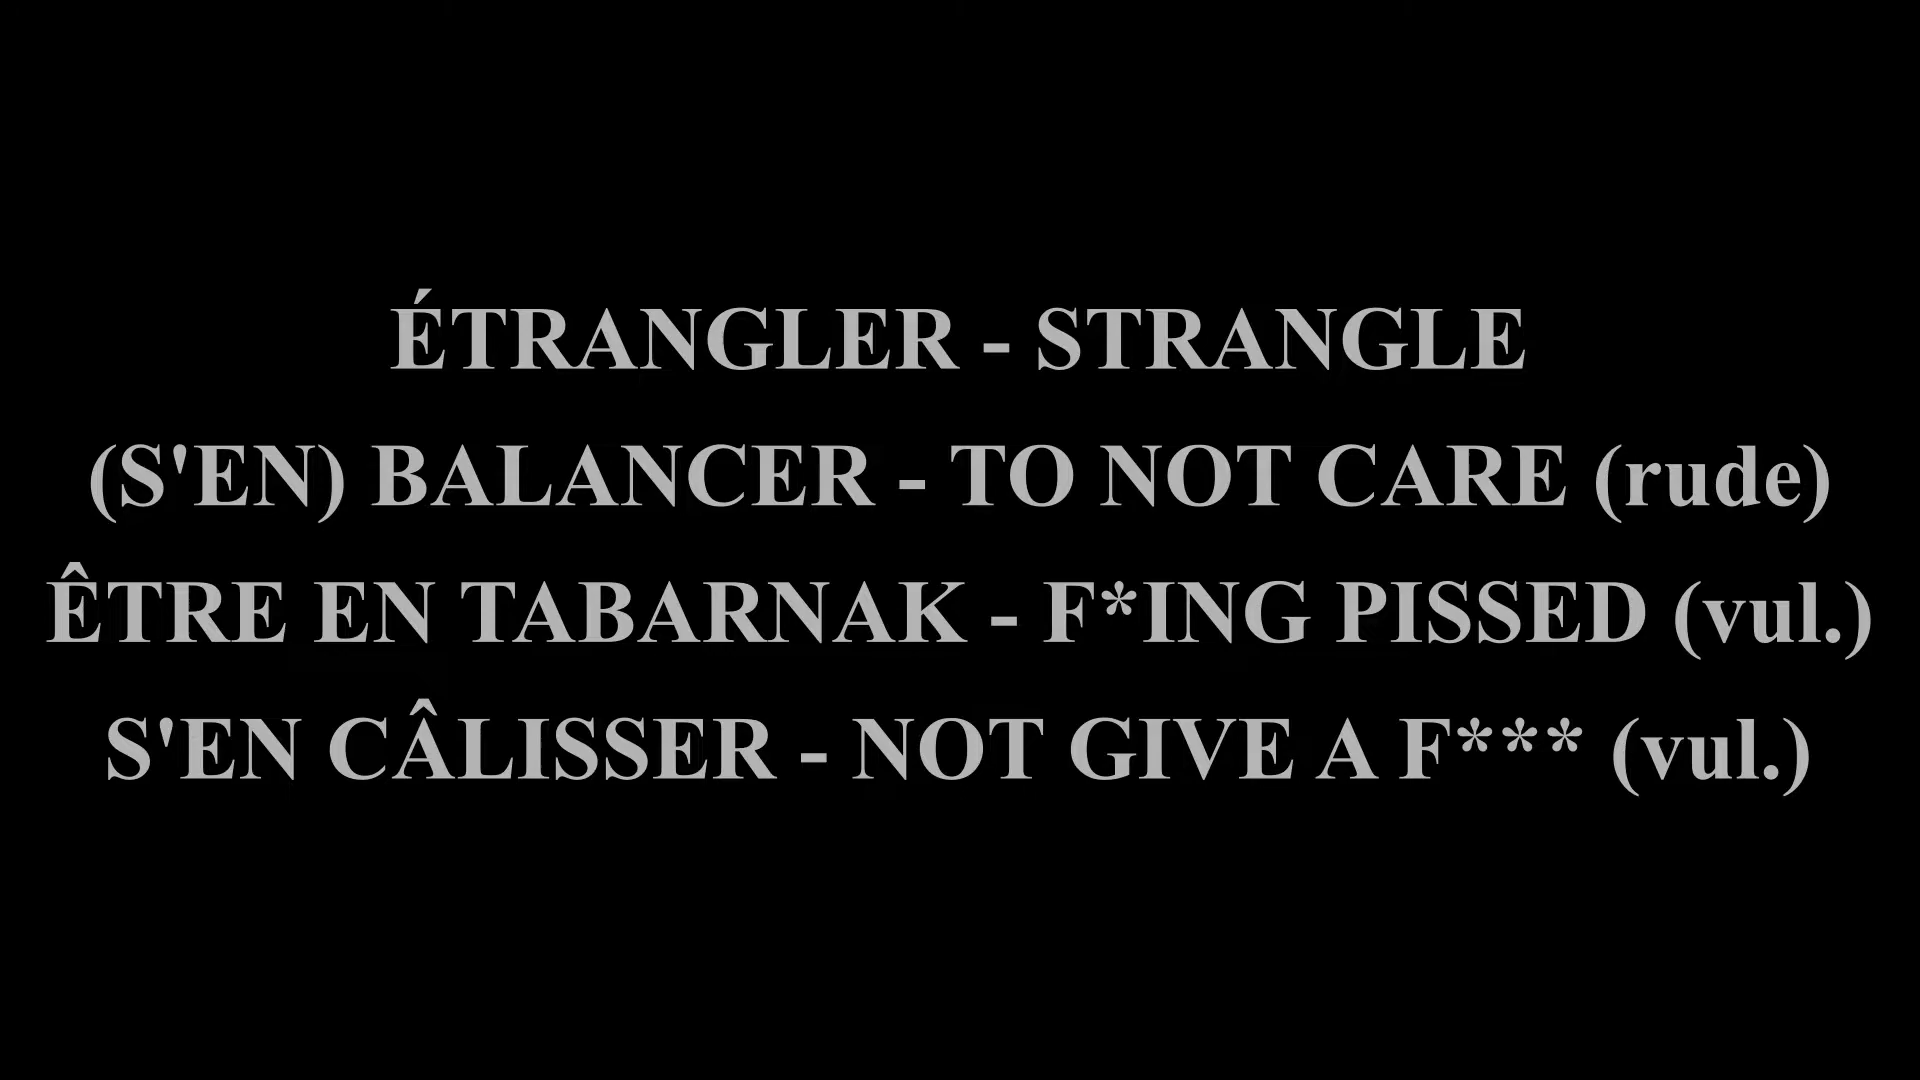 ÉTRANGLER - STRANGLE
(S'EN) BALANCER - TO NOT CARE (rude)
ÊTRE EN TABARNAK - F*ING PISSED (vul.)
S'EN CÂLISSER - NOT GIVE A F*** (vul.)